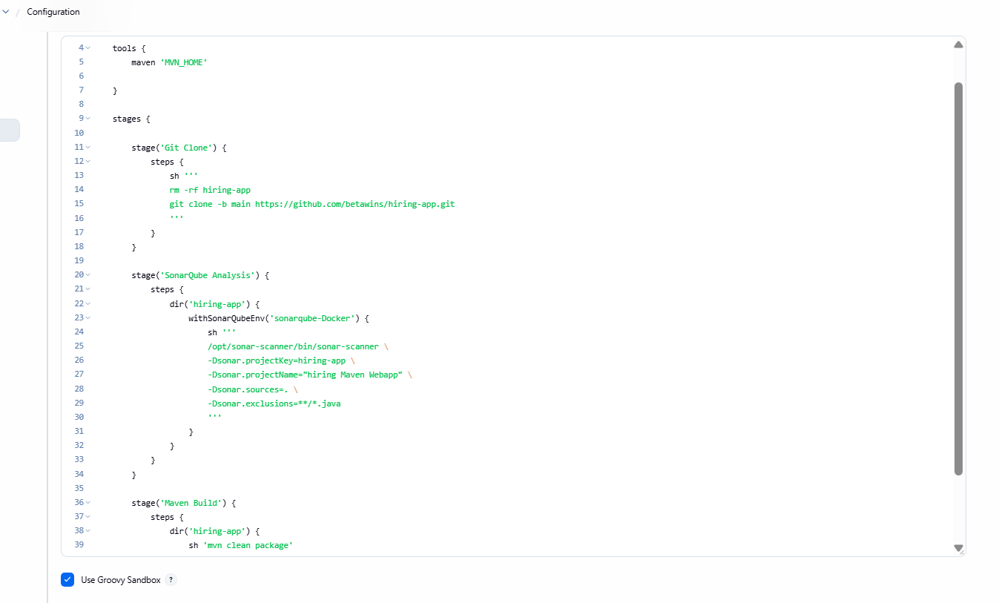 / Configuration
4 tools {
5 maven 'MVN_HOME'
6
7 }
8
9 stages {
10
11 stage('Git Clone') {
12 steps {
13 sh '''
14 rm -rf hiring-app
15 git clone -b main https://github.com/betawins/hiring-app.git
16 '''
17 }
18 }
19
20 stage('SonarQube Analysis') {
21 steps {
22 dir('hiring-app') {
23 withSonarQubeEnv('sonarqube-Docker') {
24 sh '''
25 /opt/sonar-scanner/bin/sonar-scanner \
26 -Dsonar.projectKey=hiring-app \
27 -Dsonar.projectName="hiring Maven Webapp" \
28 -Dsonar.sources=. \
29 -Dsonar.exclusions=**/*.java
30 '''
31 }
32 }
33 }
34 }
35
36 stage('Maven Build') {
37 steps {
38 dir('hiring-app') {
39 sh 'mvn clean package'
Use Groovy Sandbox ?